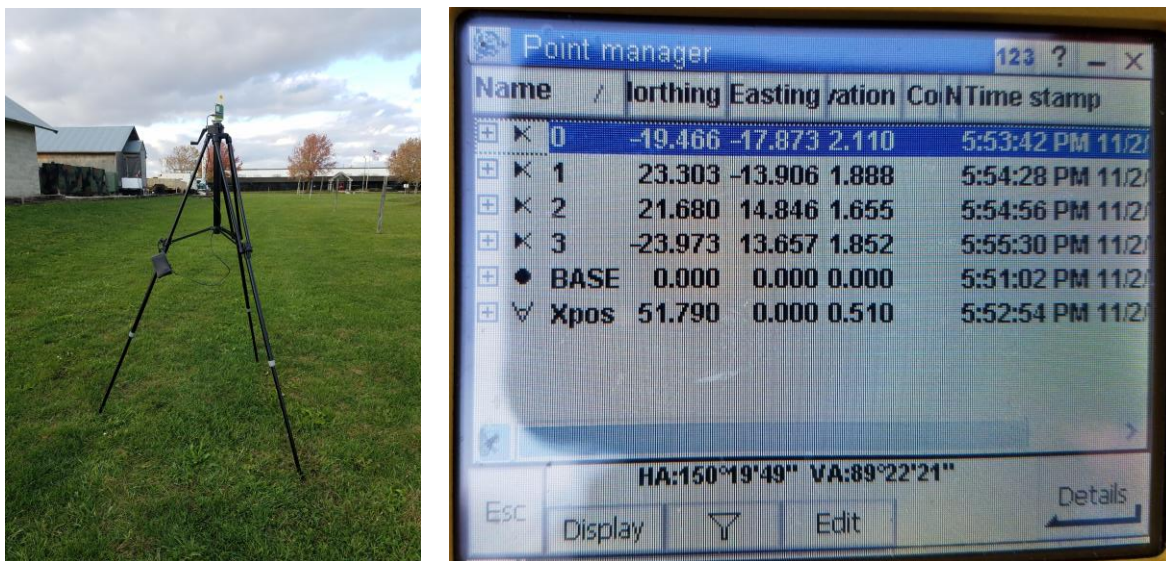 Point manager 123 ? – ×
Name lorthing Easting /ation Co N Time stamp
0 -19.466 -17.873 2.110 5:53:42 PM 11/2/
1 23.303 -13.906 1.888 5:54:28 PM 11/2/
2 21.680 14.846 1.655 5:54:56 PM 11/2/
3 -23.973 13.657 1.852 5:55:30 PM 11/2/
BASE 0.000 0.000 0.000 5:51:02 PM 11/2/
Xpos 51.790 0.000 0.510 5:52:54 PM 11/2/
HA:150°19'49" VA:89°22'21"
Esc Display Edit Details